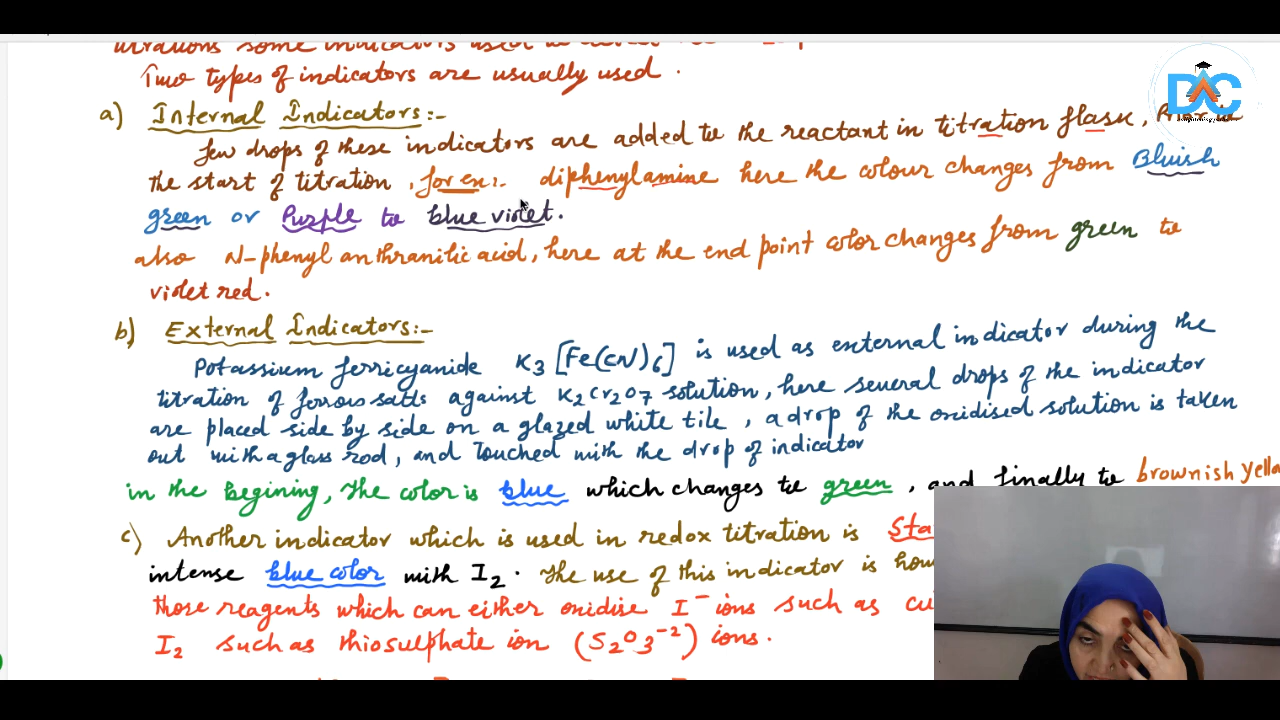 Two types of indicators are usually used.
a) Internal Indicators:-
few drops of these indicators are added to the reactant in titration flask,
the start of titration, for ex:- diphenylamine here the colour changes from Bluish
green or Purple to blue violet.
also N-phenyl anthranilic acid, here at the end point color changes from green to
violet red.
b) External Indicators:-
Potassium ferricyanide K3 [Fe(CN)6] is used as external indicator during the
titration of ferrous salts against K2Cr2O7 solution, here several drops of the indicator
are placed side by side on a glazed white tile, a drop of the oxidised solution is taken
out with a glass rod, and touched with the drop of indicator
in the begining, the color is blue which changes to green, and finally to brownish yell
c) Another indicator which is used in redox titration is Sta
intense blue color with I2. The use of this indicator is how
those reagents which can either oxidise I⁻ ions such as cu
I2 such as thiosulphate ion (S2O3⁻²) ions.
DAC